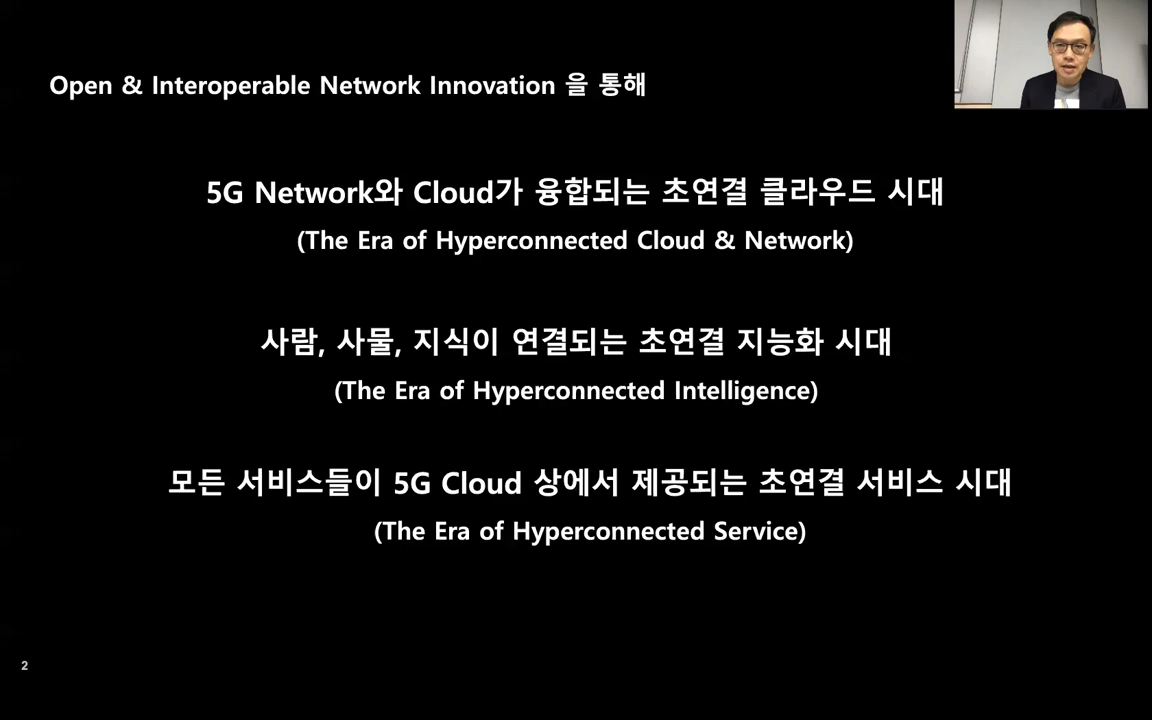 Open & Interoperable Network Innovation 을 통해
5G Network와 Cloud가 융합되는 초연결 클라우드 시대
(The Era of Hyperconnected Cloud & Network)
사람, 사물, 지식이 연결되는 초연결 지능화 시대
(The Era of Hyperconnected Intelligence)
모든 서비스들이 5G Cloud 상에서 제공되는 초연결 서비스 시대
(The Era of Hyperconnected Service)
2